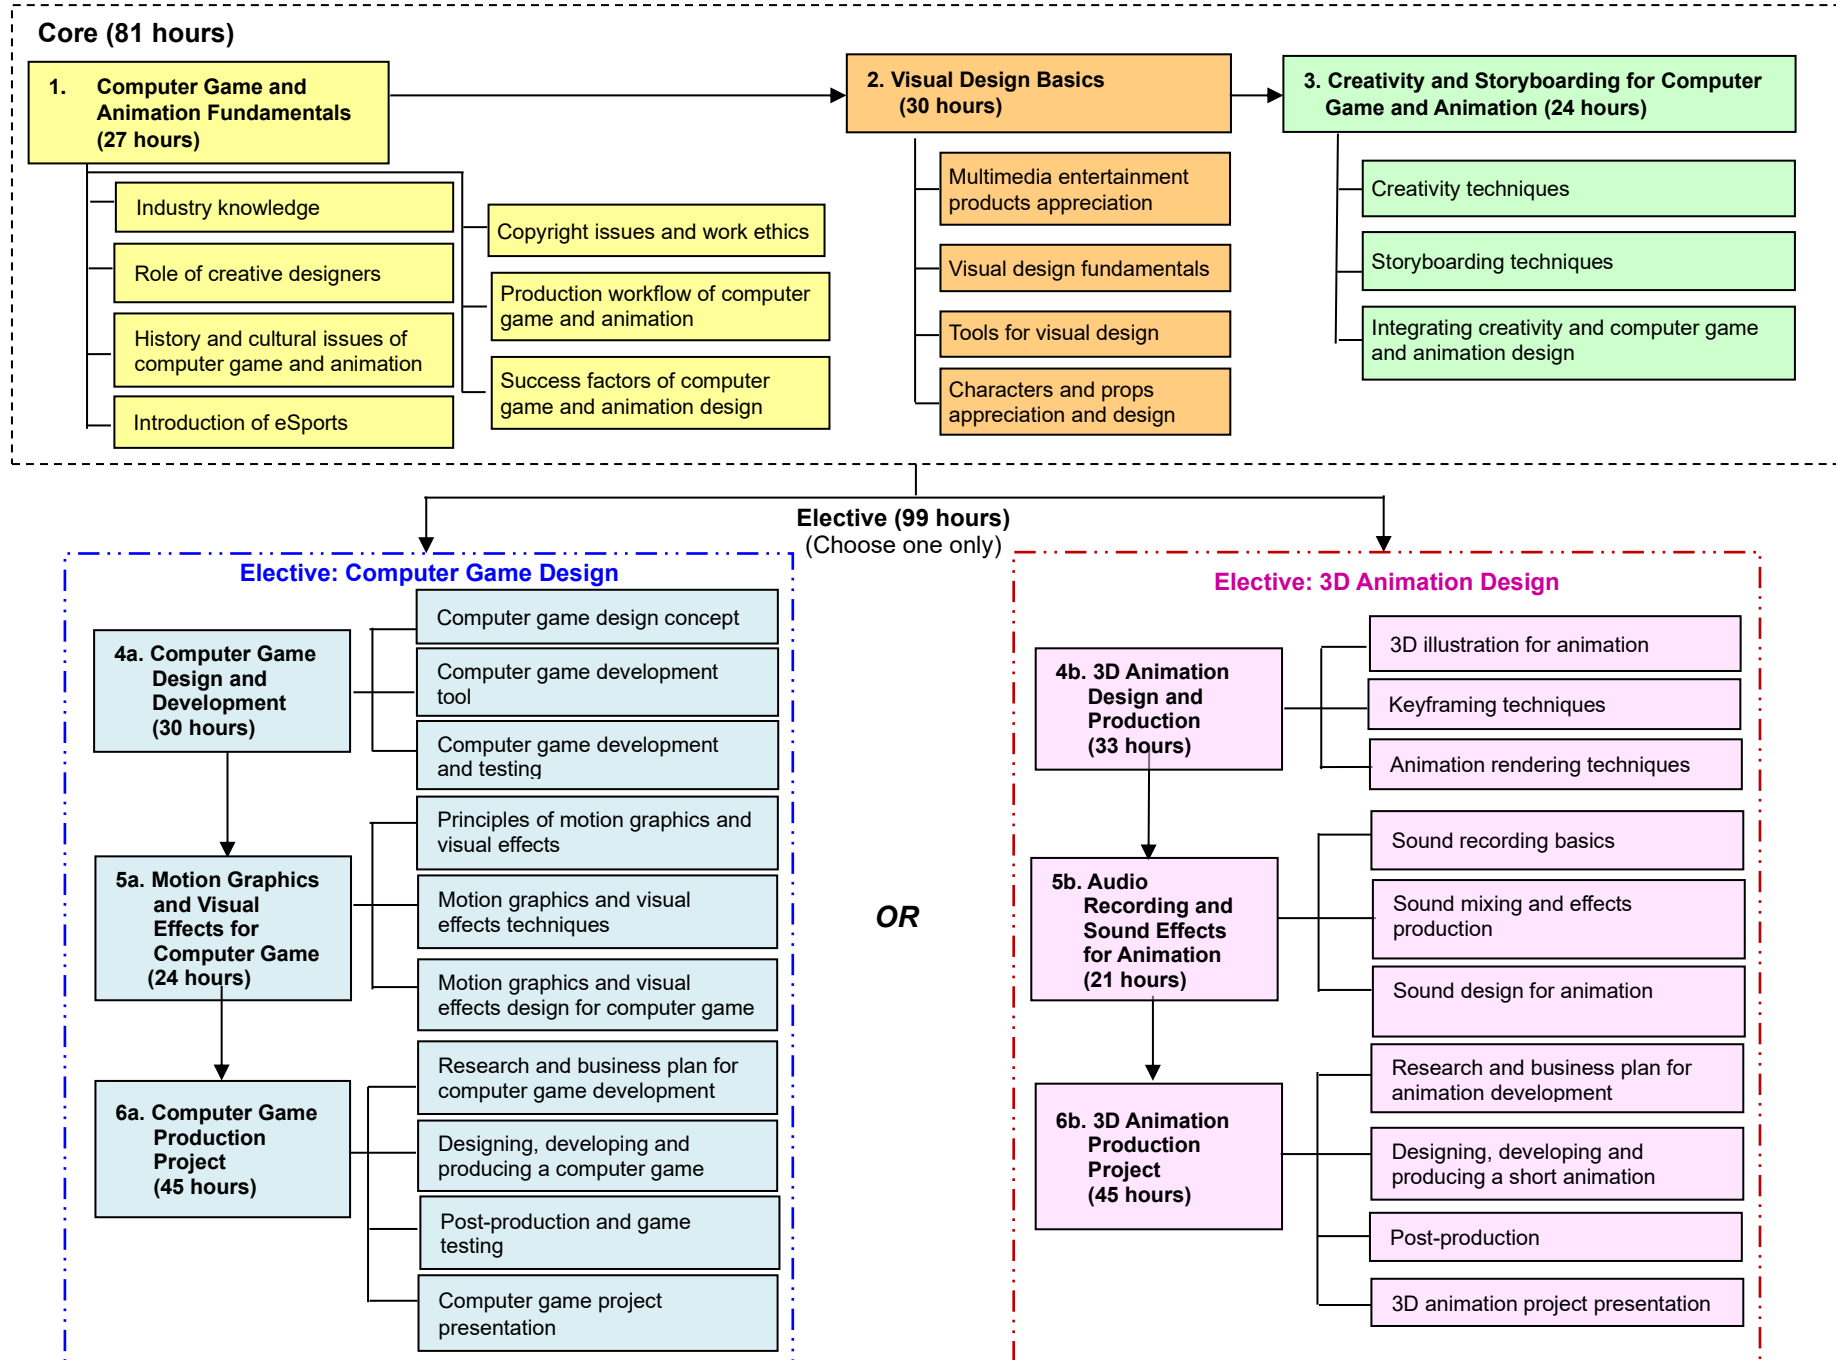 Core (81 hours)
1. Computer Game and
Animation Fundamentals
(27 hours)
Industry knowledge
Role of creative designers
History and cultural issues of
computer game and animation
Introduction of eSports
Copyright issues and work ethics
Production workflow of computer
game and animation
Success factors of computer
game and animation design
2. Visual Design Basics
(30 hours)
Multimedia entertainment
products appreciation
Visual design fundamentals
Tools for visual design
Characters and props
appreciation and design
3. Creativity and Storyboarding for Computer
Game and Animation (24 hours)
Creativity techniques
Storyboarding techniques
Integrating creativity and computer game
and animation design
Elective (99 hours)
(Choose one only)
Elective: Computer Game Design
4a. Computer Game
Design and
Development
(30 hours)
Computer game design concept
Computer game development
tool
Computer game development
and testing
5a. Motion Graphics
and Visual
Effects for
Computer Game
(24 hours)
Principles of motion graphics and
visual effects
Motion graphics and visual
effects techniques
Motion graphics and visual
effects design for computer game
6a. Computer Game
Production
Project
(45 hours)
Research and business plan for
computer game development
Designing, developing and
producing a computer game
Post-production and game
testing
Computer game project
presentation
OR
Elective: 3D Animation Design
4b. 3D Animation
Design and
Production
(33 hours)
3D illustration for animation
Keyframing techniques
Animation rendering techniques
5b. Audio
Recording and
Sound Effects
for Animation
(21 hours)
Sound recording basics
Sound mixing and effects
production
Sound design for animation
6b. 3D Animation
Production
Project
(45 hours)
Research and business plan for
animation development
Designing, developing and
producing a short animation
Post-production
3D animation project presentation